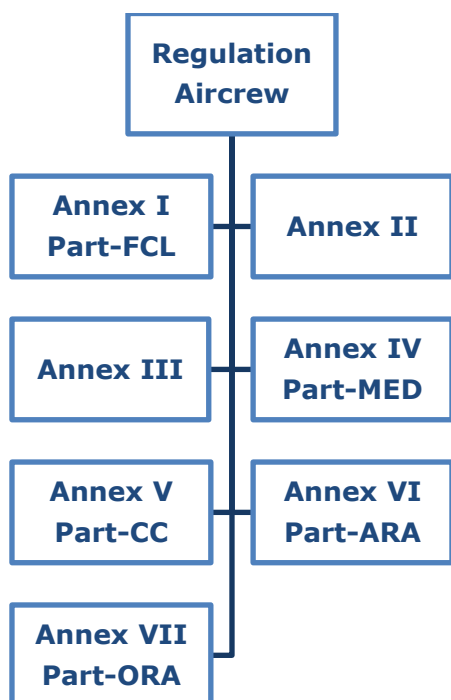 Regulation
Aircrew
Annex I
Part-FCL
Annex II
Annex III
Annex IV
Part-MED
Annex V
Part-CC
Annex VI
Part-ARA
Annex VII
Part-ORA